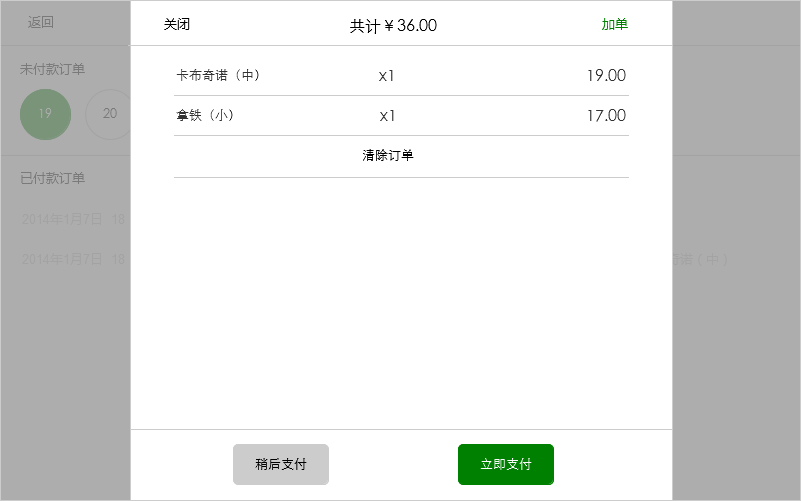 返回
关闭 共计￥36.00 加单
未付款订单
卡布奇诺（中） x1 19.00
19 20
拿铁（小） x1 17.00
清除订单
已付款订单
2014年1月7日 18
2014年1月7日 18 奇诺（中）
稍后支付 立即支付